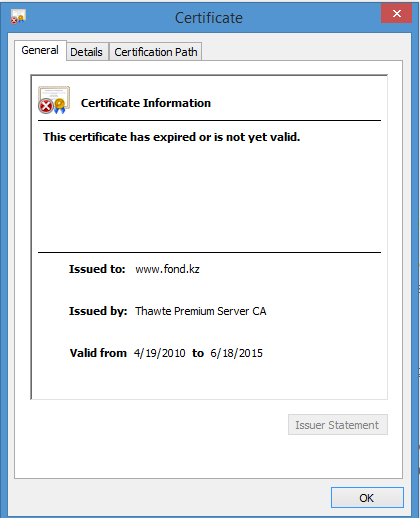 Certificate
General Details Certification Path
Certificate Information
This certificate has expired or is not yet valid.
Issued to: www.fond.kz
Issued by: Thawte Premium Server CA
Valid from 4/19/2010 to 6/18/2015
Issuer Statement
OK